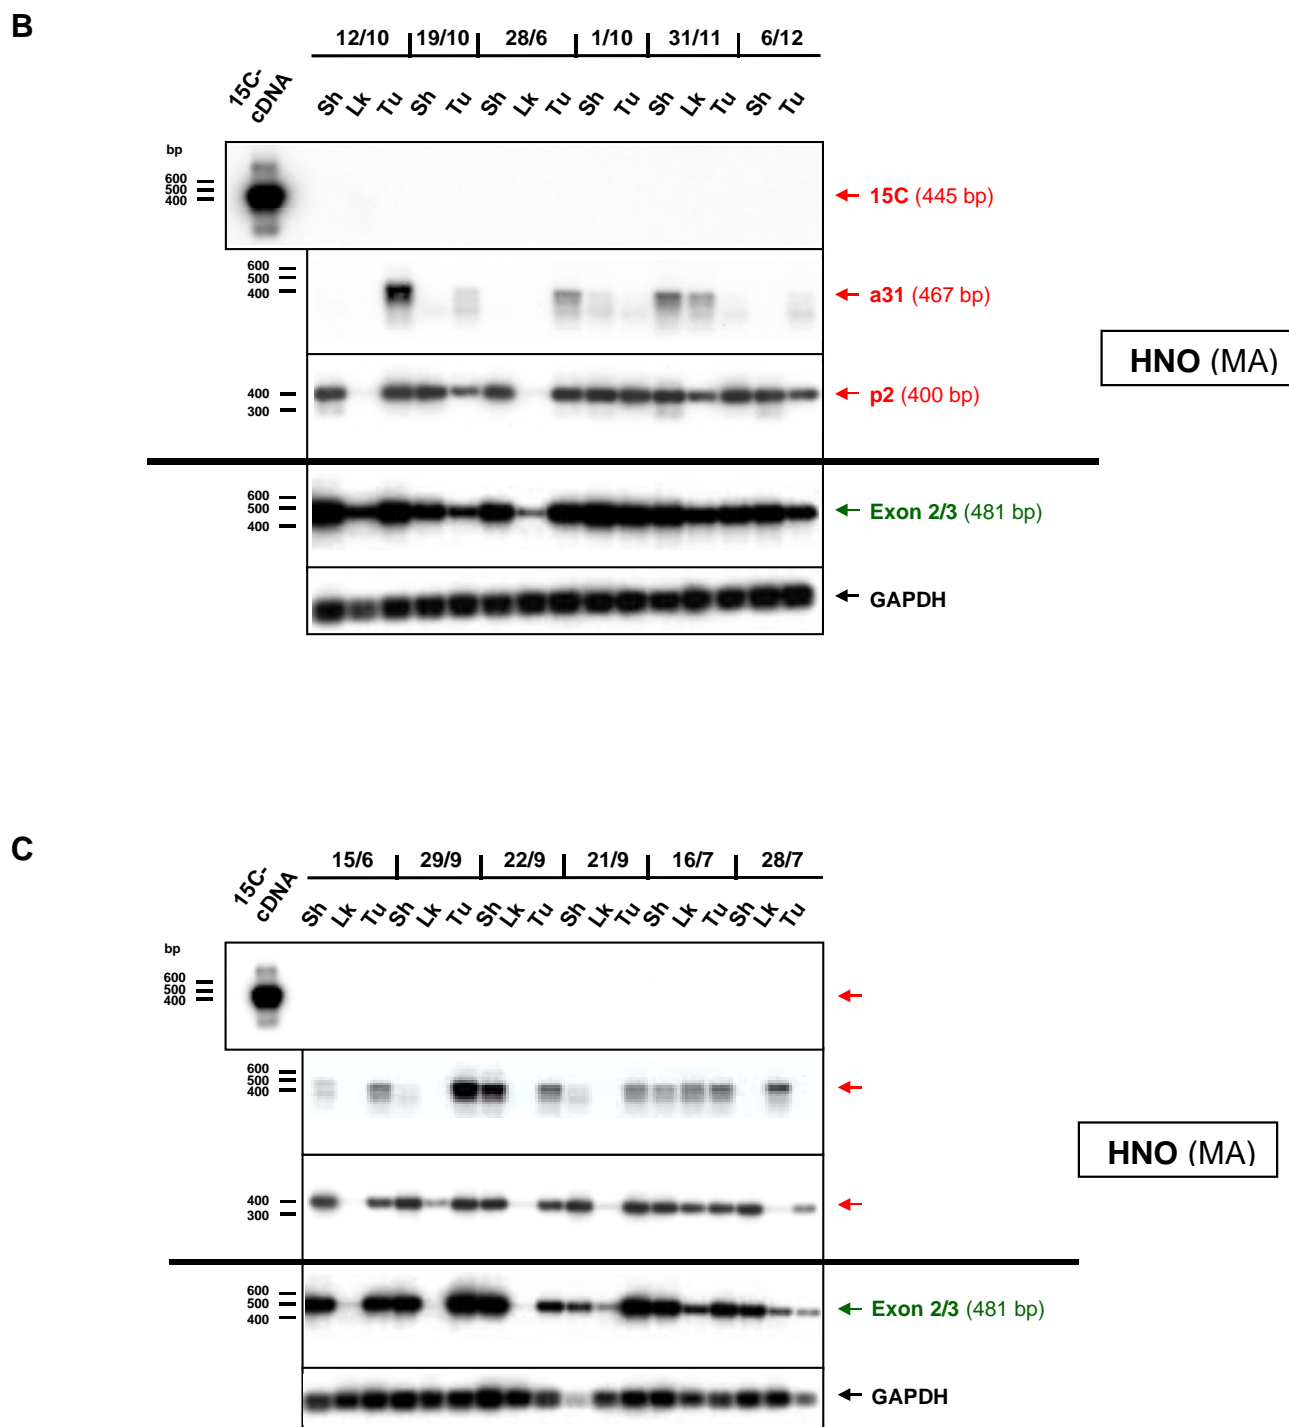 B
12/10 19/10 28/6 1/10 31/11 6/12
15C-
cDNA
Sh Lk Tu Sh Tu Sh Lk Tu Sh Tu Sh Lk Tu Sh Tu
bp
600
500
400
15C (445 bp)
600
500
400
a31 (467 bp)
HNO (MA)
400
300
p2 (400 bp)
600
500
400
Exon 2/3 (481 bp)
GAPDH
C
15/6 29/9 22/9 21/9 16/7 28/7
15C-
cDNA
Sh Lk Tu Sh Lk Tu Sh Lk Tu Sh Lk Tu Sh Lk Tu Sh Lk Tu
bp
600
500
400
600
500
400
HNO (MA)
400
300
600
500
400
Exon 2/3 (481 bp)
GAPDH